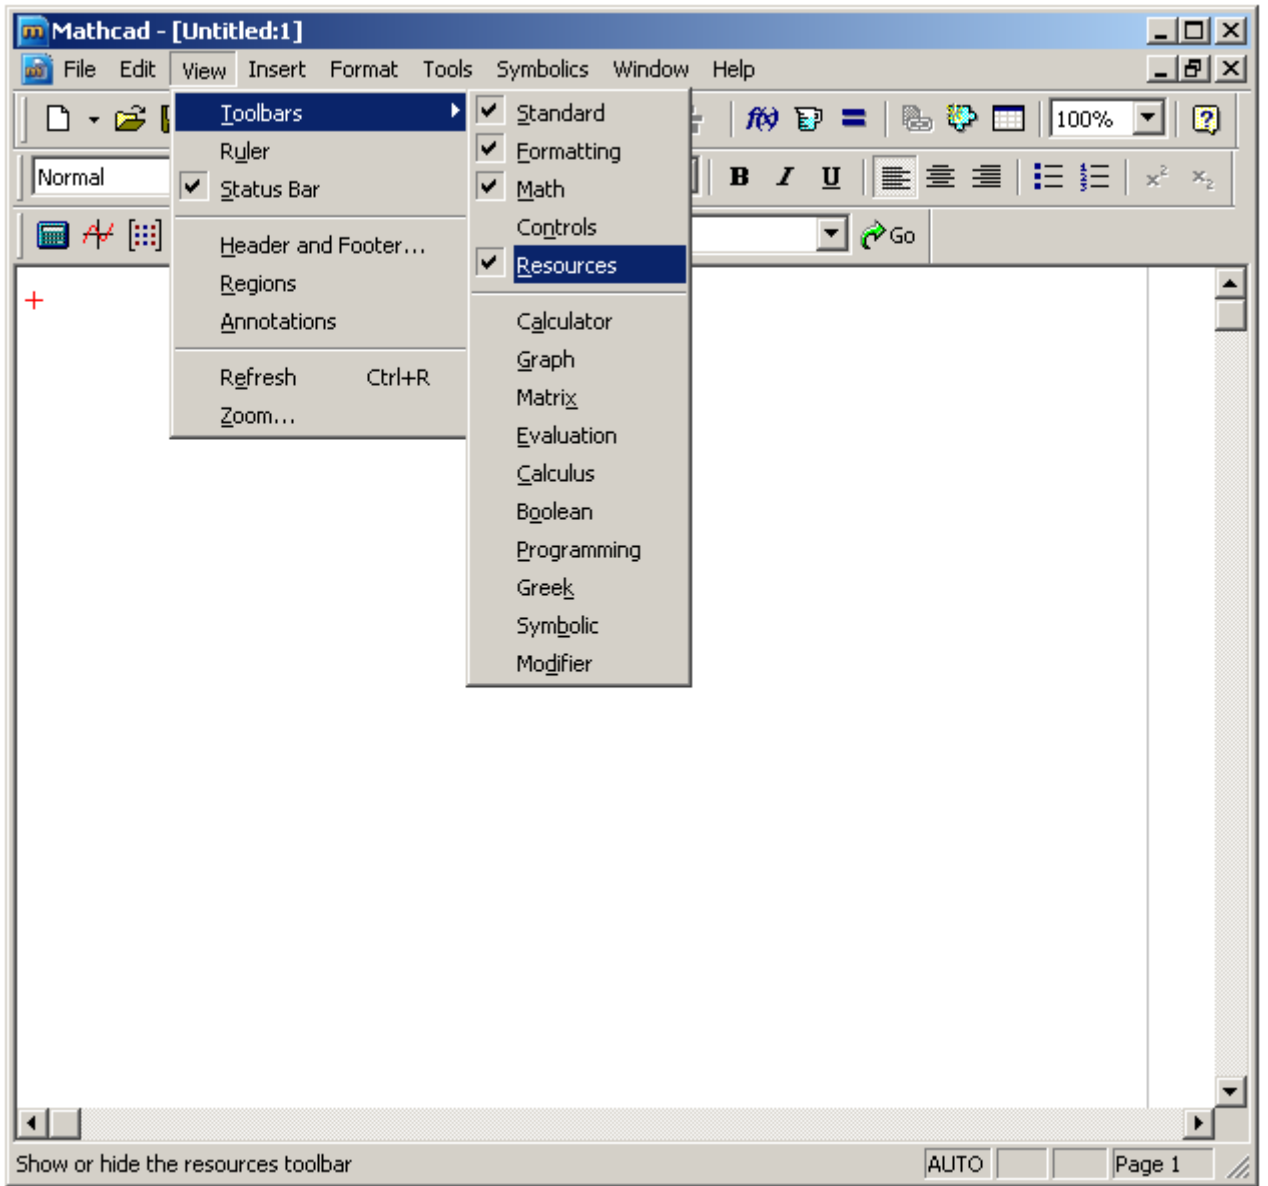 Mathcad - [Untitled:1]
File Edit View Insert Format Tools Symbolics Window Help
100%
Normal
B I U x² x₂
Go
Toolbars
Ruler
Status Bar
Header and Footer...
Regions
Annotations
Refresh Ctrl+R
Zoom...
Standard
Formatting
Math
Controls
Resources
Calculator
Graph
Matrix
Evaluation
Calculus
Boolean
Programming
Greek
Symbolic
Modifier
Show or hide the resources toolbar
AUTO
Page 1